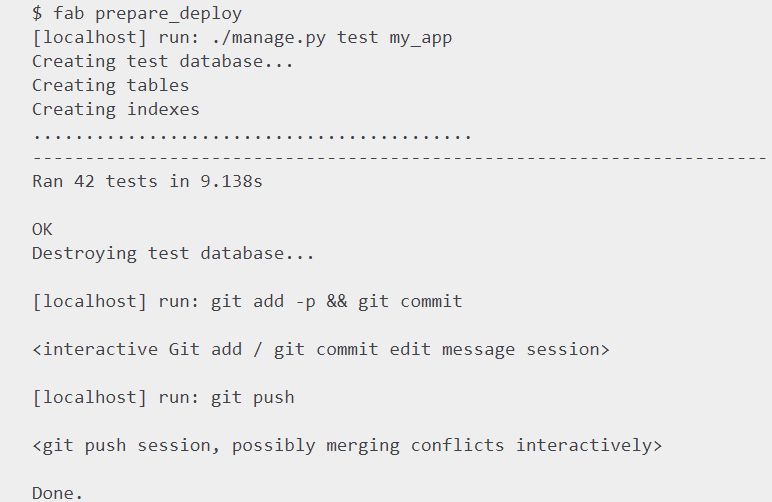 $ fab prepare_deploy
[localhost] run: ./manage.py test my_app
Creating test database...
Creating tables
Creating indexes
..........................................
----------------------------------------------------------------------
Ran 42 tests in 9.138s
OK
Destroying test database...
[localhost] run: git add -p && git commit
<interactive Git add / git commit edit message session>
[localhost] run: git push
<git push session, possibly merging conflicts interactively>
Done.